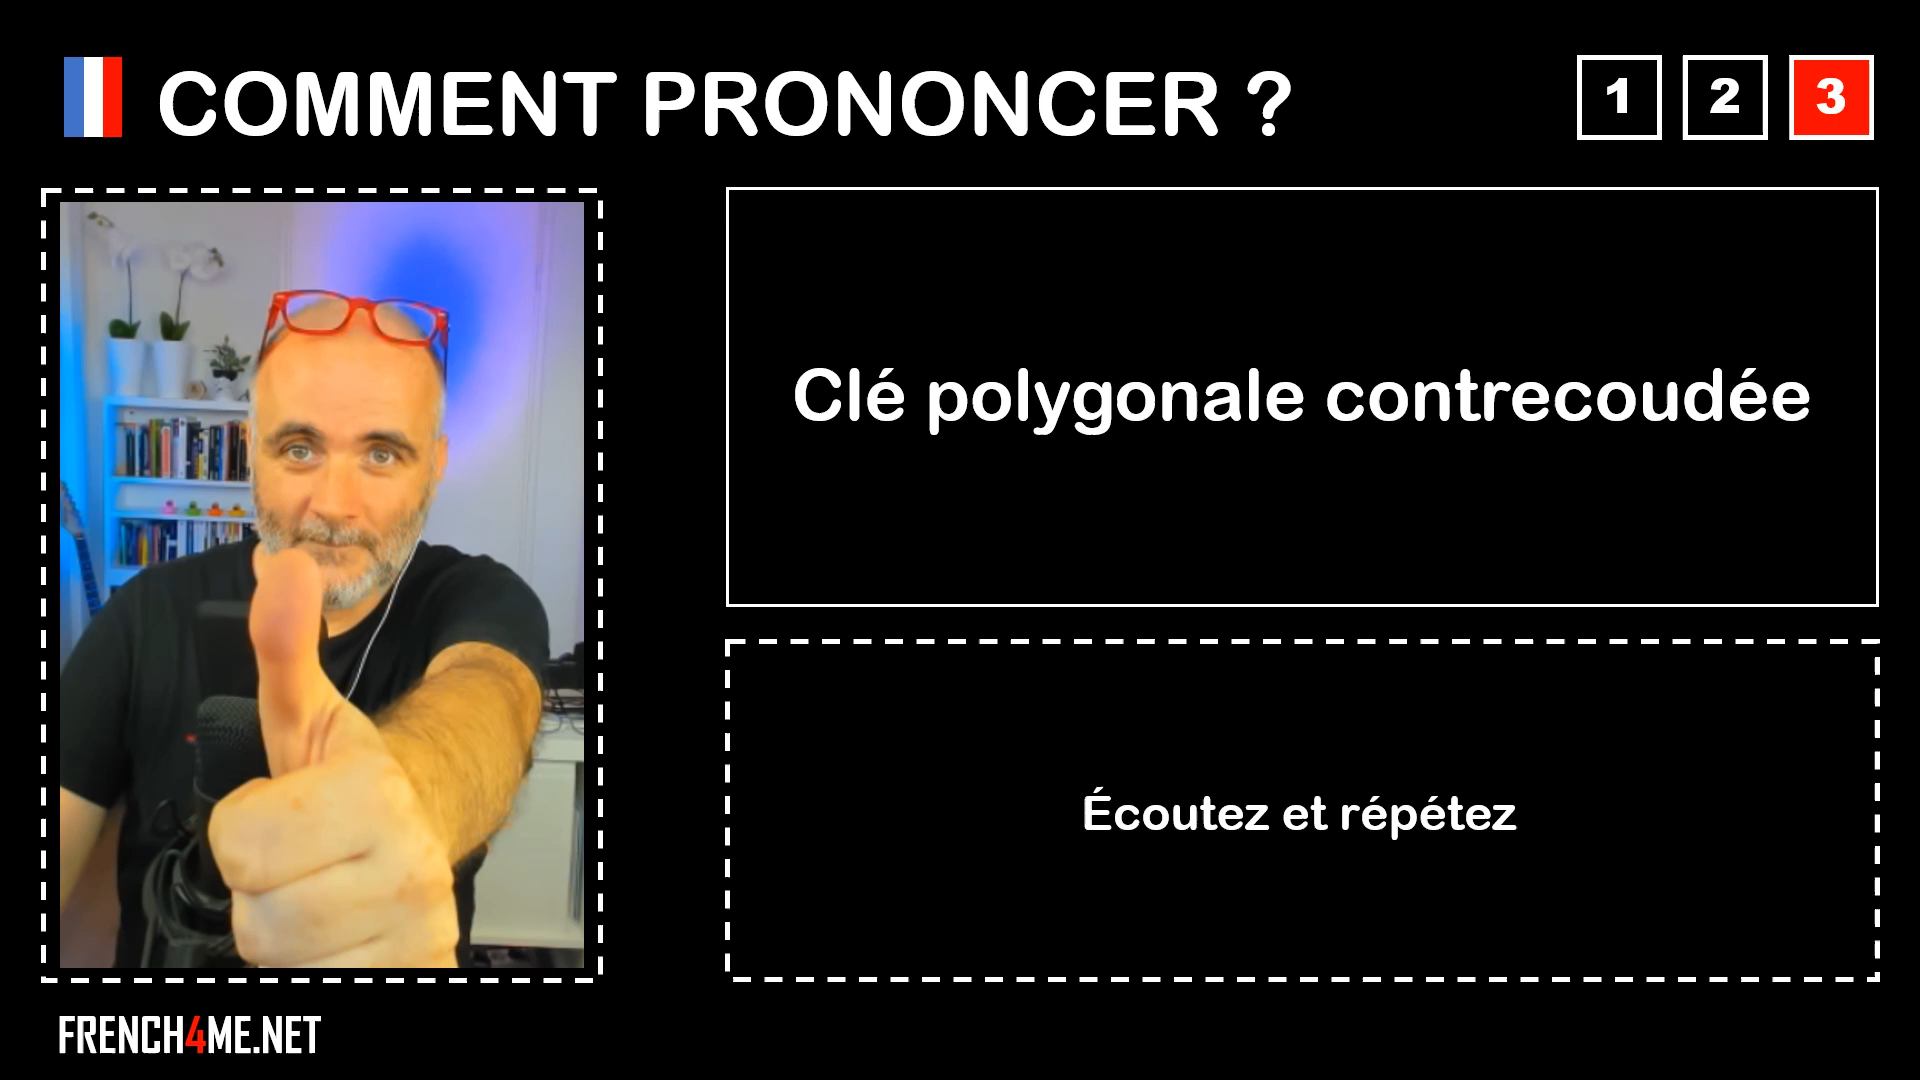 COMMENT PRONONCER ?
1 2 3
Clé polygonale contrecoudée
Écoutez et répétez
FRENCH4ME.NET